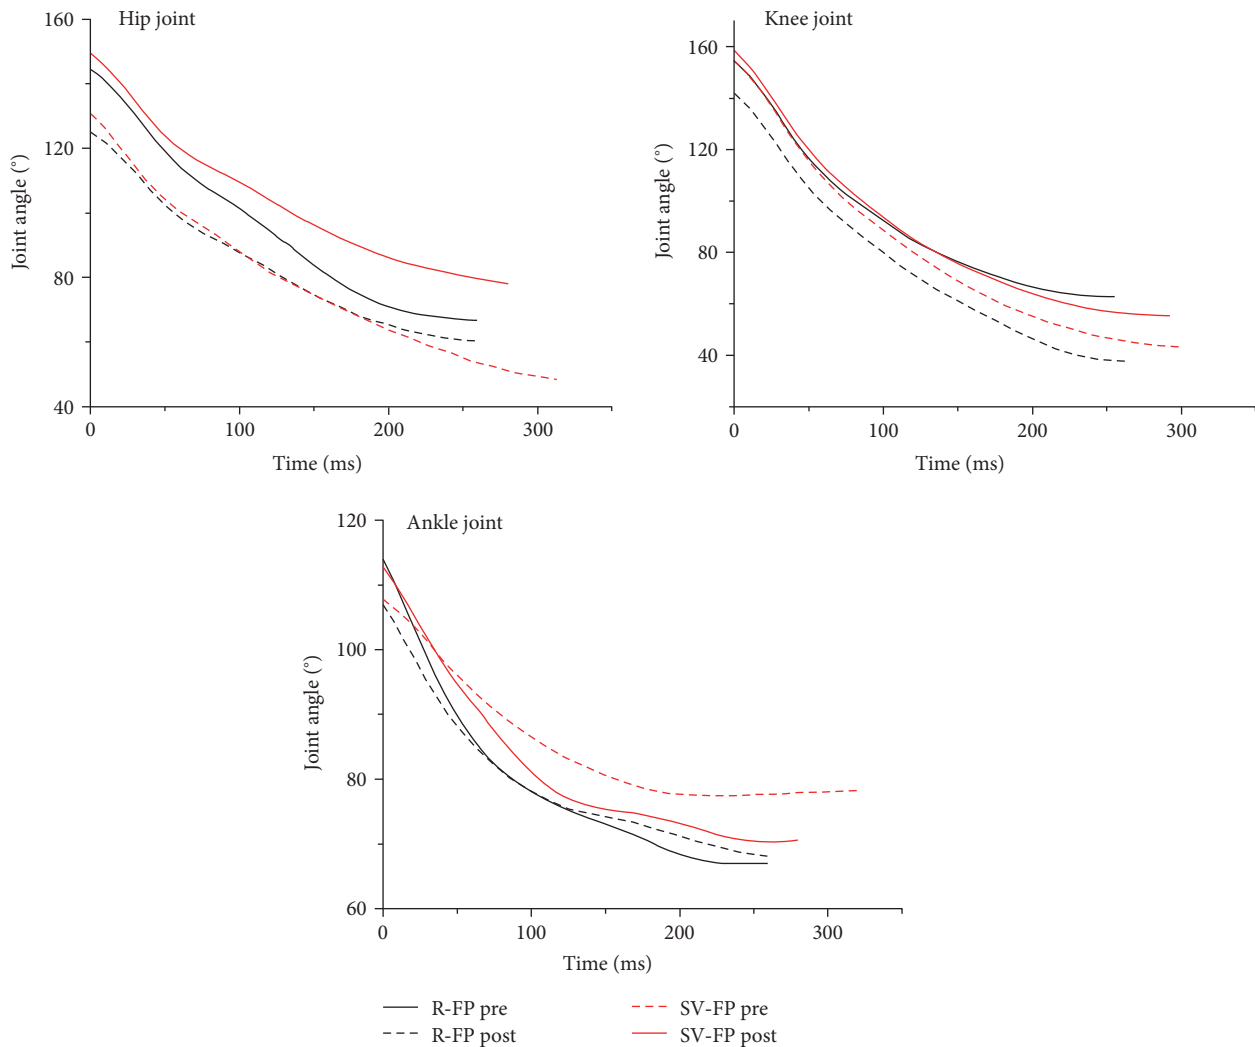 Hip joint
160
120
80
40
Joint angle (°)
0
100
200
300
Time (ms)
Knee joint
160
120
80
40
Joint angle (°)
0
100
200
300
Time (ms)
Ankle joint
120
100
80
60
Joint angle (°)
0
100
200
300
Time (ms)
R-FP pre
R-FP post
SV-FP pre
SV-FP post